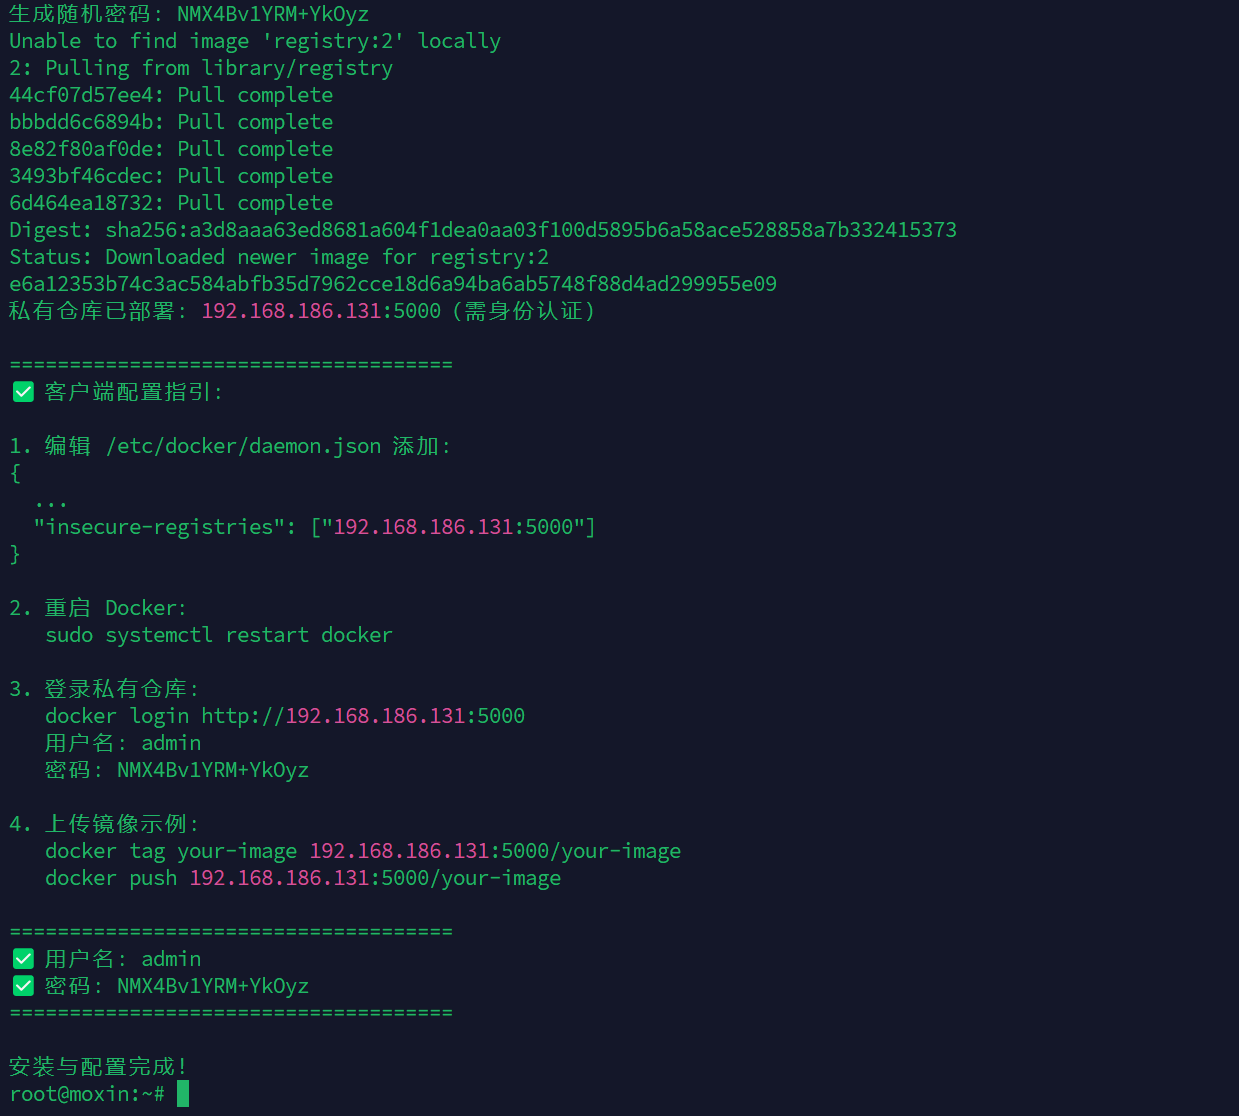 生成随机密码: NMX4Bv1YRM+YkOyz
Unable to find image 'registry:2' locally
2: Pulling from library/registry
44cf07d57ee4: Pull complete
bbbdd6c6894b: Pull complete
8e82f80af0de: Pull complete
3493bf46cdec: Pull complete
6d464ea18732: Pull complete
Digest: sha256:a3d8aaa63ed8681a604f1dea0aa03f100d5895b6a58ace528858a7b332415373
Status: Downloaded newer image for registry:2
e6a12353b74c3ac584abfb35d7962cce18d6a94ba6ab5748f88d4ad299955e09
私有仓库已部署: 192.168.186.131:5000（需身份认证）
=====================================
✅ 客户端配置指引:
1. 编辑 /etc/docker/daemon.json 添加:
{
  ...
  "insecure-registries": ["192.168.186.131:5000"]
}
2. 重启 Docker:
   sudo systemctl restart docker
3. 登录私有仓库:
   docker login http://192.168.186.131:5000
   用户名: admin
   密码: NMX4Bv1YRM+YkOyz
4. 上传镜像示例:
   docker tag your-image 192.168.186.131:5000/your-image
   docker push 192.168.186.131:5000/your-image
=====================================
✅ 用户名: admin
✅ 密码: NMX4Bv1YRM+YkOyz
=====================================
安装与配置完成!
root@moxin:~#